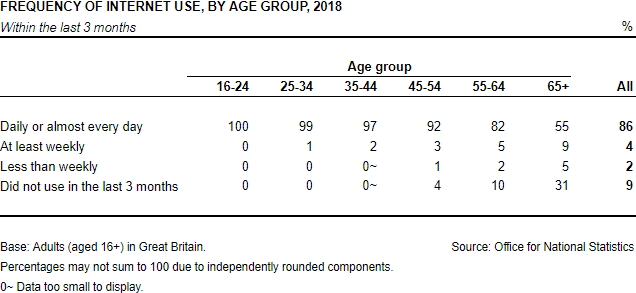 FREQUENCY OF INTERNET USE, BY AGE GROUP, 2018
Within the last 3 months %
Age group
16-24 25-34 35-44 45-54 55-64 65+ All
Daily or almost every day 100 99 97 92 82 55 86
At least weekly 0 1 2 3 5 9 4
Less than weekly 0 0 0~ 1 2 5 2
Did not use in the last 3 months 0 0 0~ 4 10 31 9
Base: Adults (aged 16+) in Great Britain. Source: Office for National Statistics
Percentages may not sum to 100 due to independently rounded components.
0~ Data too small to display.